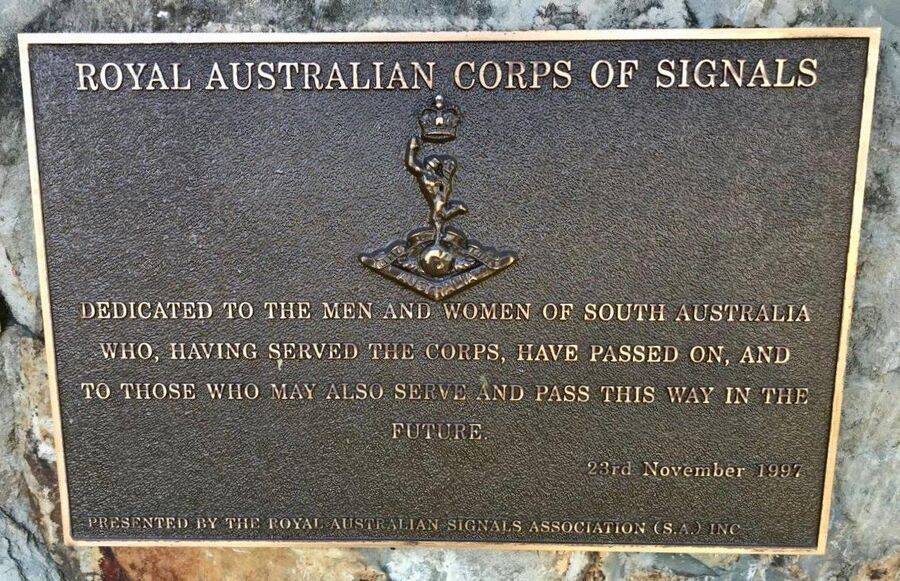 ROYAL AUSTRALIAN CORPS OF SIGNALS
AUSTRALIA
DEDICATED TO THE MEN AND WOMEN OF SOUTH AUSTRALIA
WHO, HAVING SERVED THE CORPS, HAVE PASSED ON, AND
TO THOSE WHO MAY ALSO SERVE AND PASS THIS WAY IN THE
FUTURE.
23rd November 1997
PRESENTED BY THE ROYAL AUSTRALIAN SIGNALS ASSOCIATION (S.A.) INC